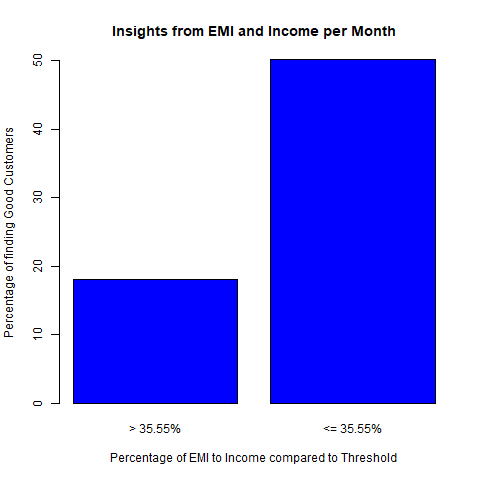 Insights from EMI and Income per Month
Percentage of finding Good Customers
50
40
30
20
10
0
> 35.55%
<= 35.55%
Percentage of EMI to Income compared to Threshold